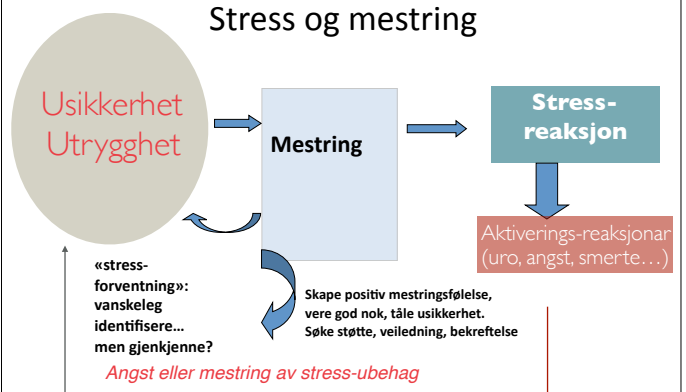 Stress og mestring
Usikkerhet
Utrygghet
Mestring
Stress-
reaksjon
Aktiverings-reaksjonar
(uro, angst, smerte…)
«stress-
forventning»:
vanskeleg
identifisere…
men gjenkjenne?
Skape positiv mestringsfølelse,
vere god nok, tåle usikkerhet.
Søke støtte, veiledning, bekreftelse
Angst eller mestring av stress-ubehag